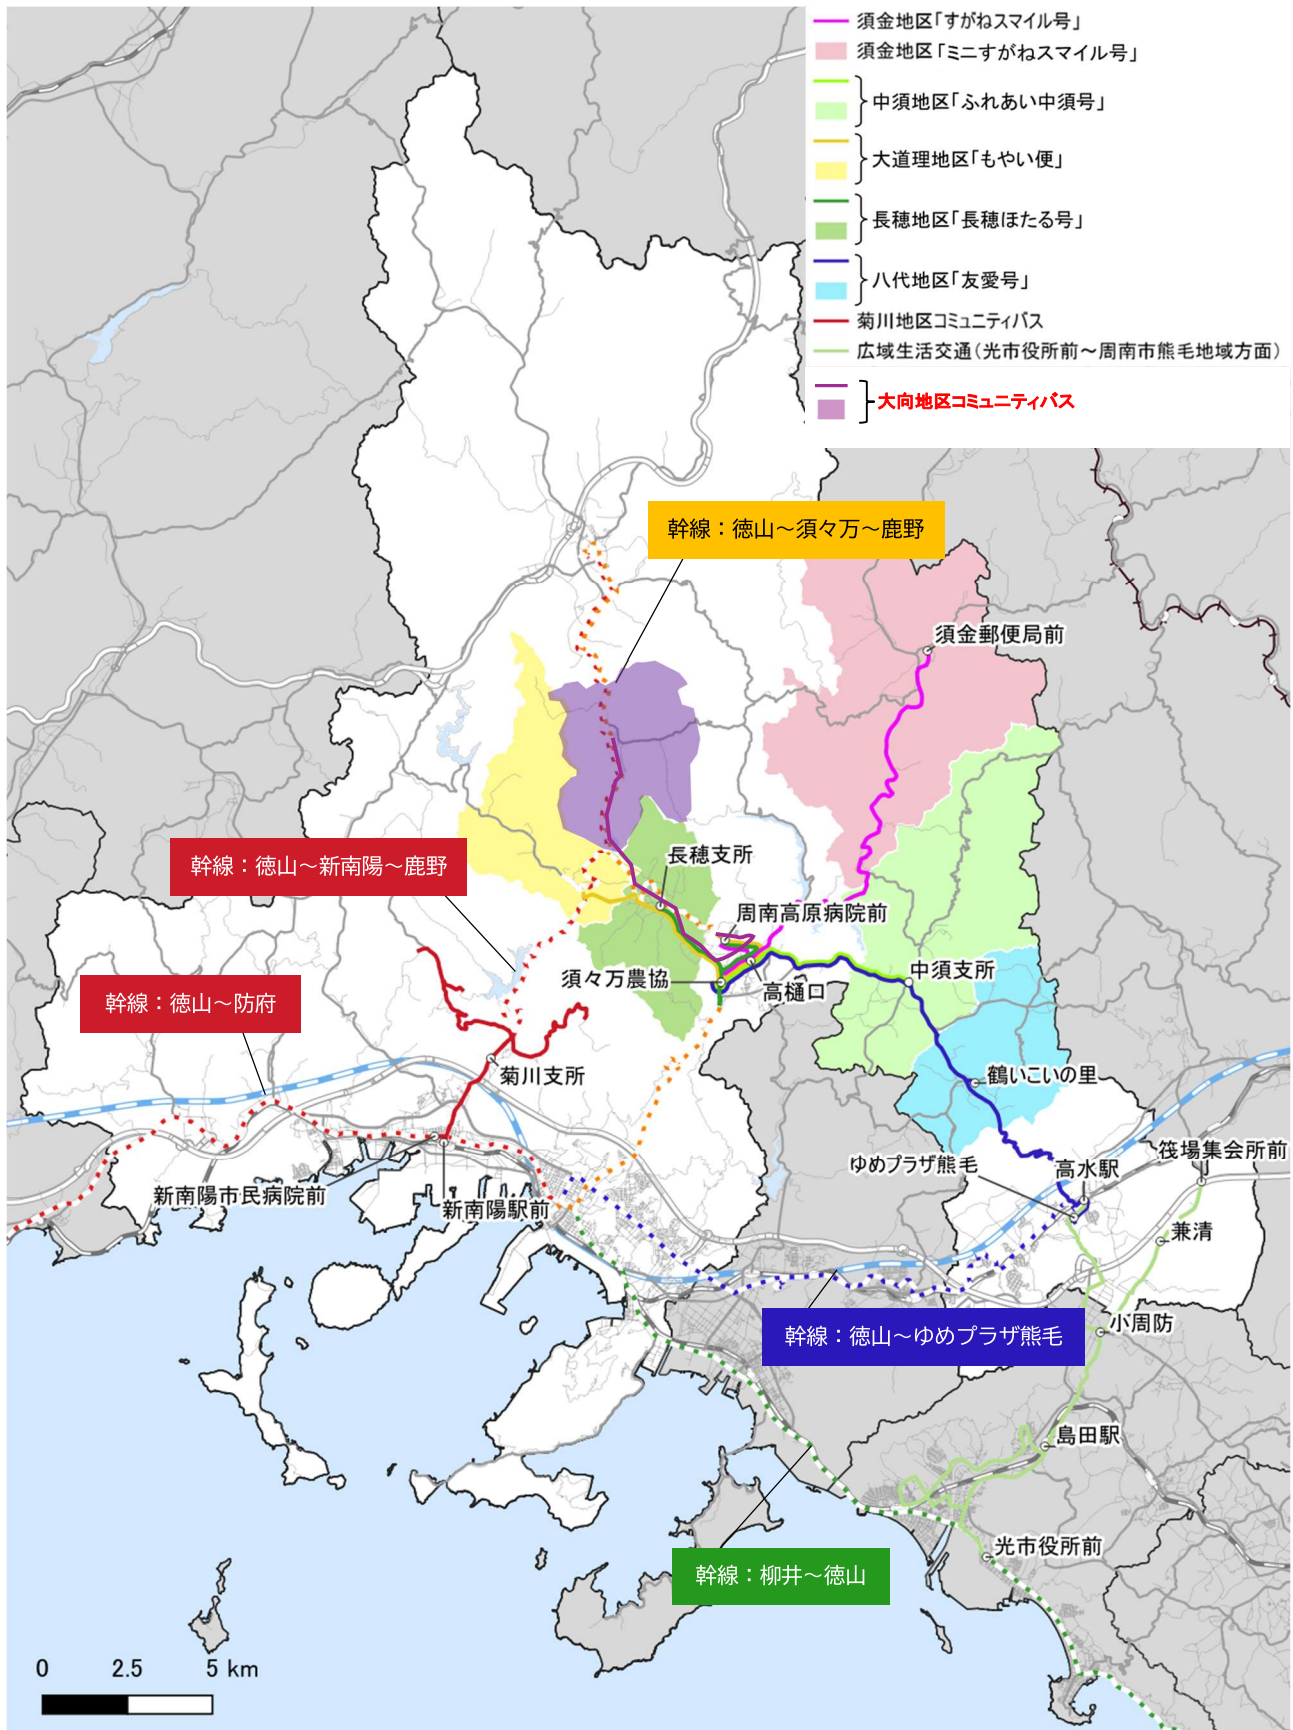 須金地区「すがねスマイル号」
須金地区「ミニすがねスマイル号」
中須地区「ふれあい中須号」
大道理地区「もやい便」
長穂地区「長穂ほたる号」
八代地区「友愛号」
菊川地区コミュニティバス
広域生活交通(光市役所前～周南市熊毛地域方面)
大向地区コミュニティバス
幹線：徳山～須々万～鹿野
須金郵便局前
幹線：徳山～新南陽～鹿野
長穂支所
周南高原病院前
須々万農協
高樋口
中須支所
幹線：徳山～防府
菊川支所
鶴いこいの里
ゆめプラザ熊毛
高水駅
筏場集会所前
新南陽市民病院前
新南陽駅前
兼清
幹線：徳山～ゆめプラザ熊毛
小周防
島田駅
光市役所前
幹線：柳井～徳山
0 2.5 5 km